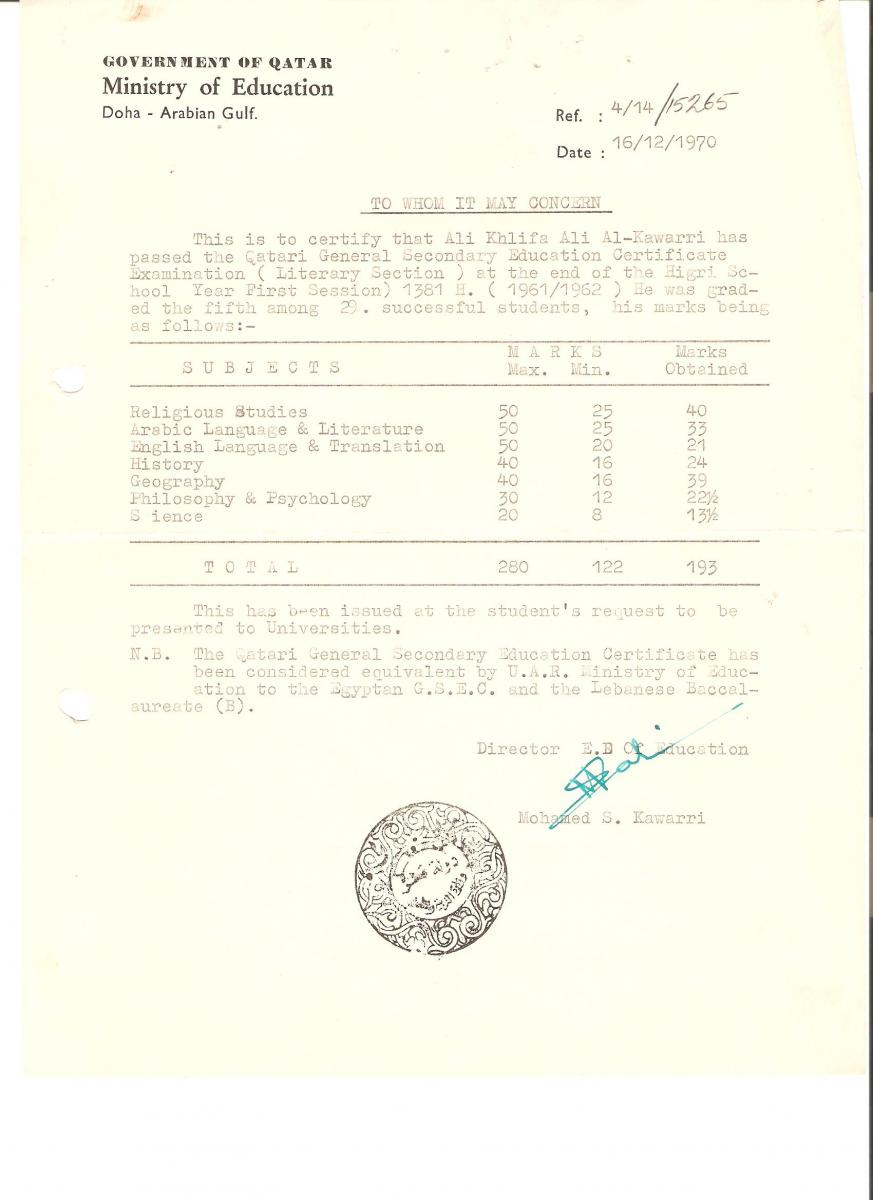 GOVERNMENT OF QATAR
Ministry of Education
Doha - Arabian Gulf.
Ref. : 4/14/15265
Date : 16/12/1970
TO WHOM IT MAY CONCERN
This is to certify that Ali Khlifa Ali Al-Kawarri has
passed the Qatari General Secondary Education Certificate
Examination ( Literary Section ) at the end of the Higri Sc-
hool Year First Session) 1381 H. ( 1961/1962 ) He was grad-
ed the fifth among 29. successful students, his marks being
as follows:-
SUBJECTS MARKS Marks
Max. Min. Obtained
Religious Studies 50 25 40
Arabic Language & Literature 50 25 33
English Language & Translation 50 20 21
History 40 16 24
Geography 40 16 39
Philosophy & Psychology 30 12 22½
S ience 20 8 13½
TOTAL 280 122 193
This has been issued at the student's request to be
presented to Universities.
N.B. The Qatari General Secondary Education Certificate has
been considered equivalent by U.A.R. Ministry of Educ-
ation to the Egyptan G.S.E.C. and the Lebanese Baccal-
aureate (B).
Director E.E Of Education
Mohamed S. Kawarri